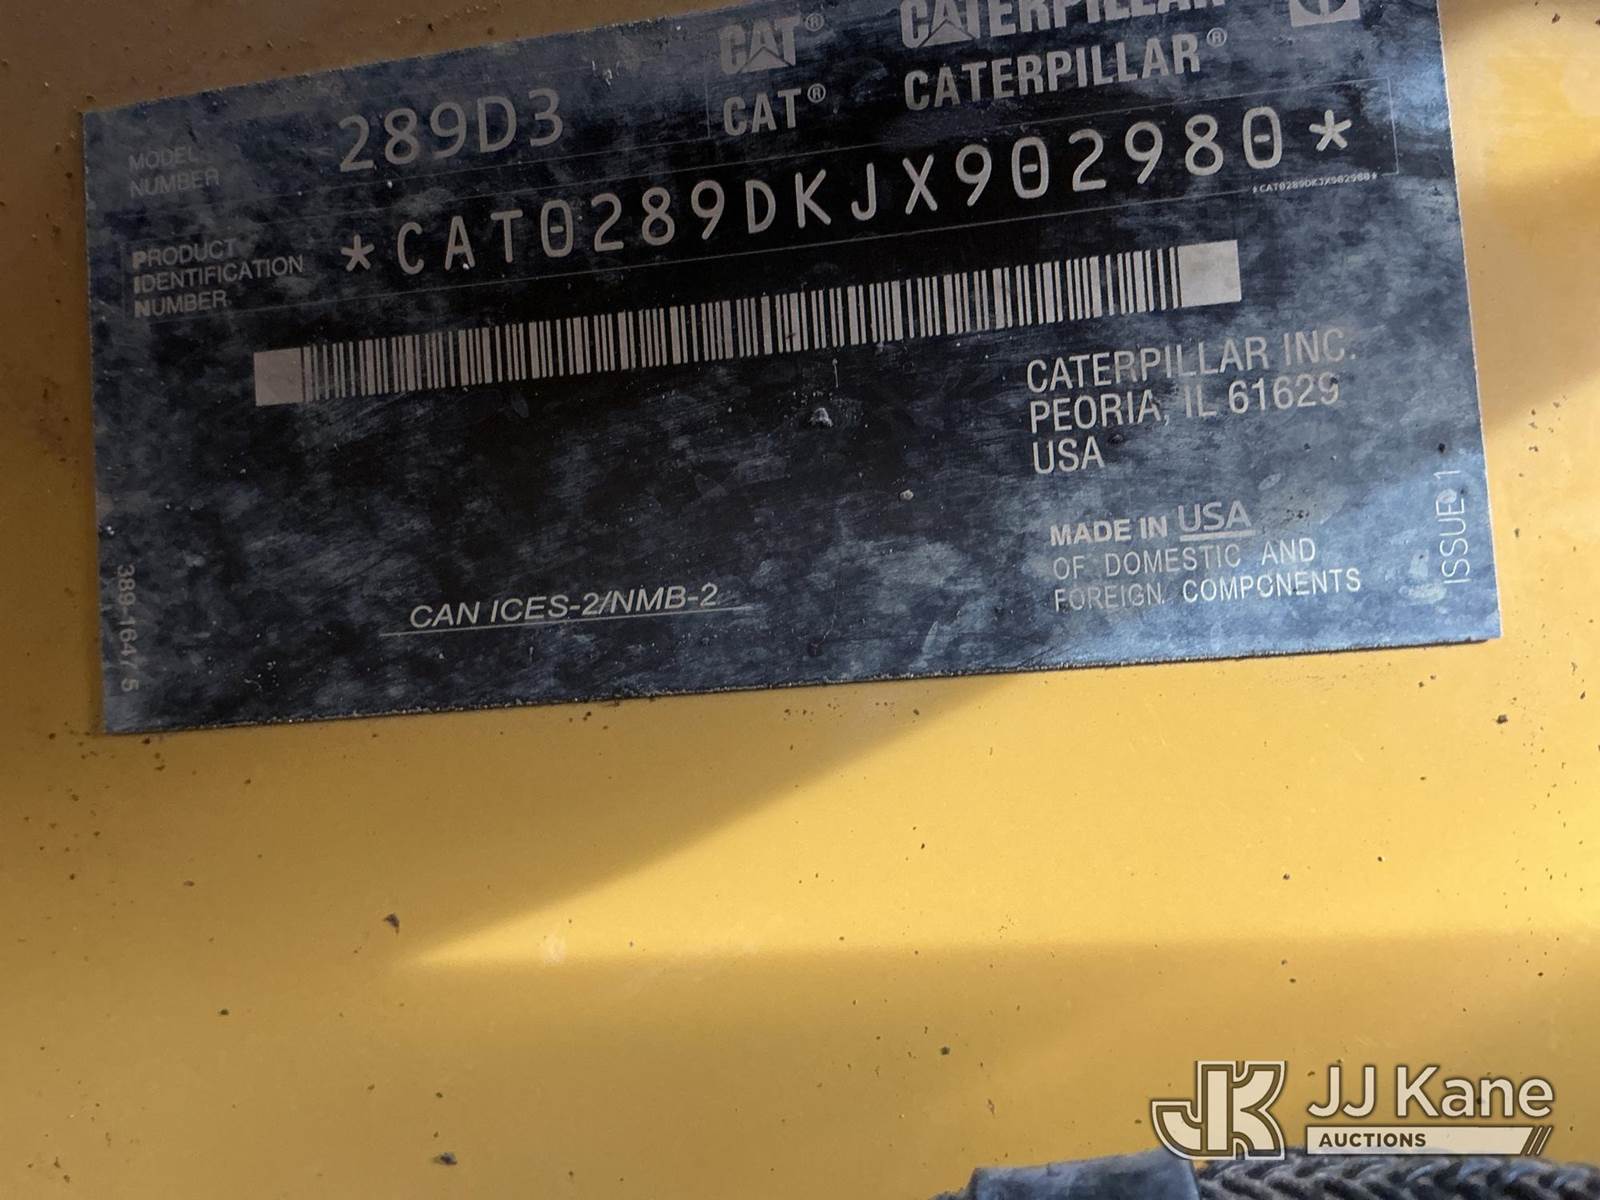 CAT® CATERPILLAR
CAT® CATERPILLAR®
MODEL
NUMBER
289D3
PRODUCT
IDENTIFICATION
NUMBER
*CAT0289DKJX902980*
*CAT0289DKJX902980*
CATERPILLAR INC.
PEORIA, IL 61629
USA
MADE IN USA
OF DOMESTIC AND
FOREIGN COMPONENTS
CAN ICES-2/NMB-2
389-1647 5
ISSUE 1
JK JJ Kane
AUCTIONS